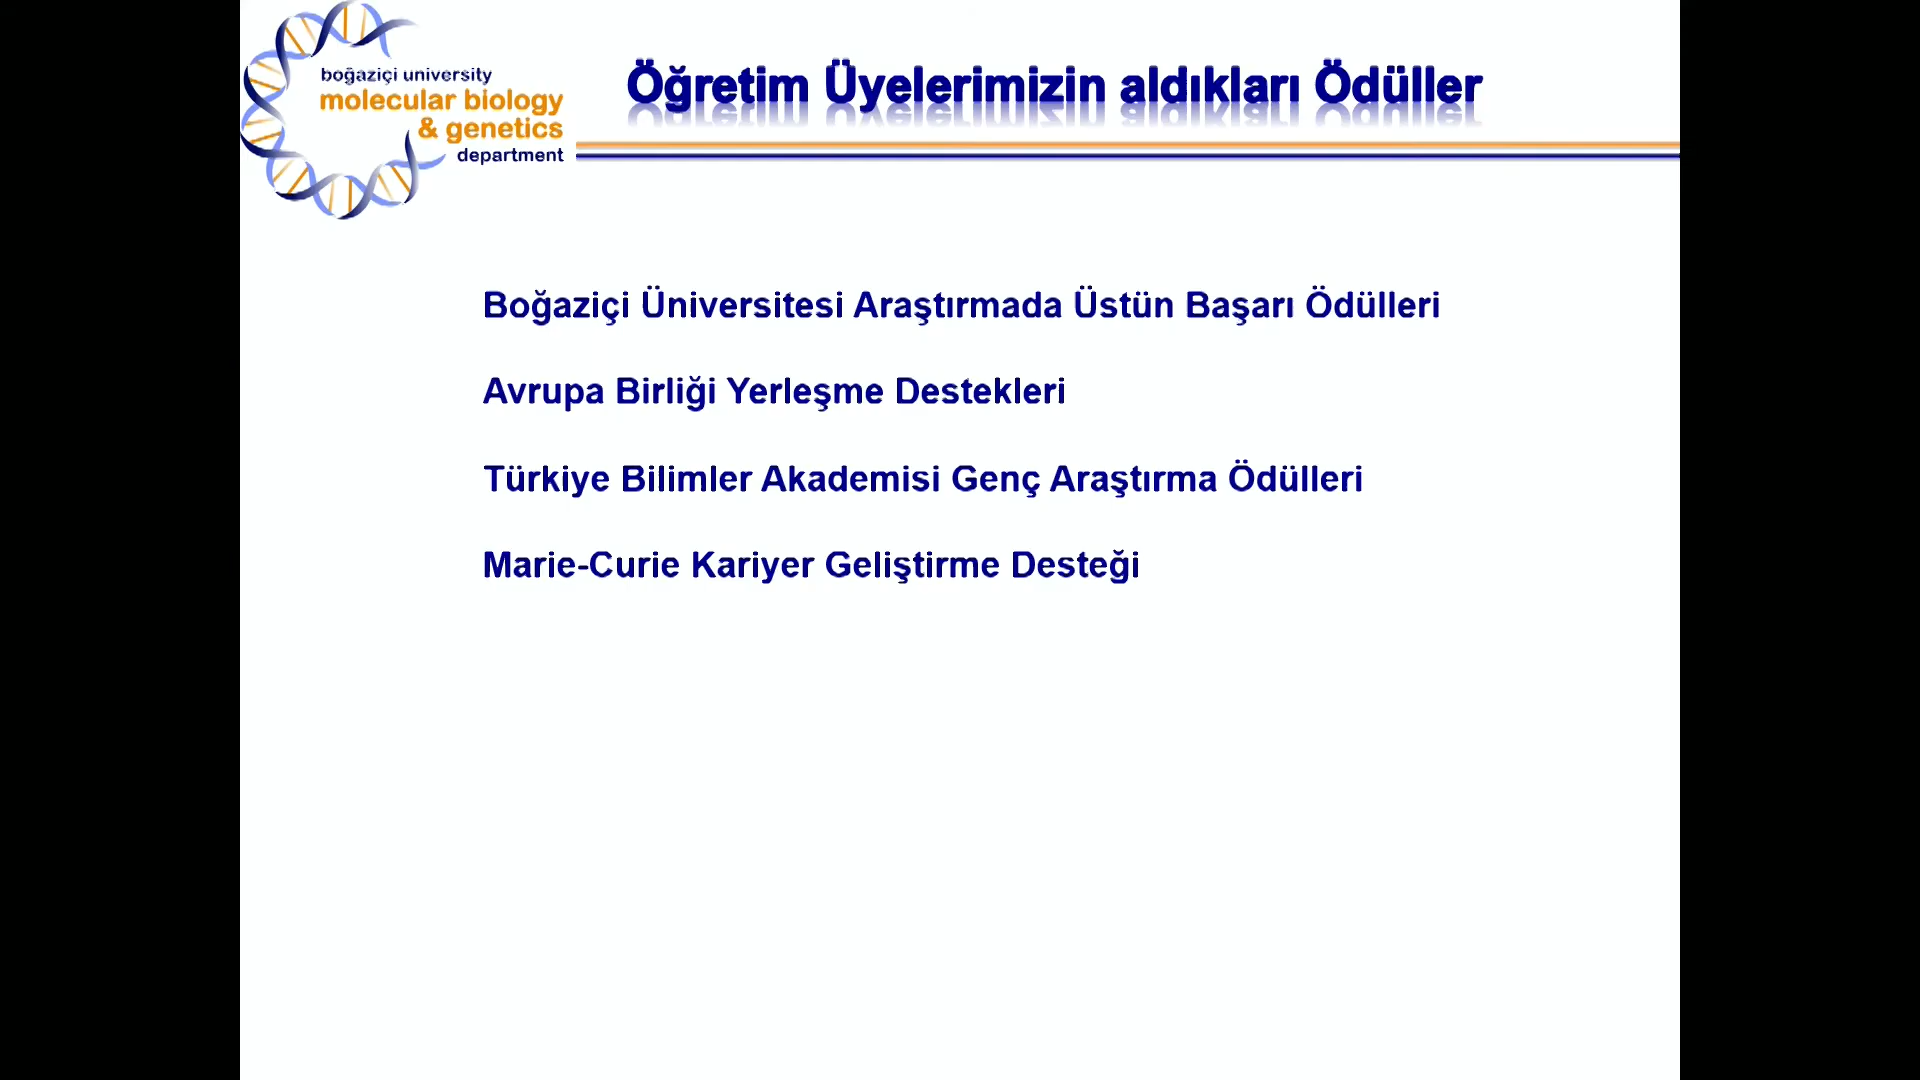 boğaziçi university
molecular biology
& genetics
department
Öğretim Üyelerimizin aldıkları Ödüller
Boğaziçi Üniversitesi Araştırmada Üstün Başarı Ödülleri
Avrupa Birliği Yerleşme Destekleri
Türkiye Bilimler Akademisi Genç Araştırma Ödülleri
Marie-Curie Kariyer Geliştirme Desteği